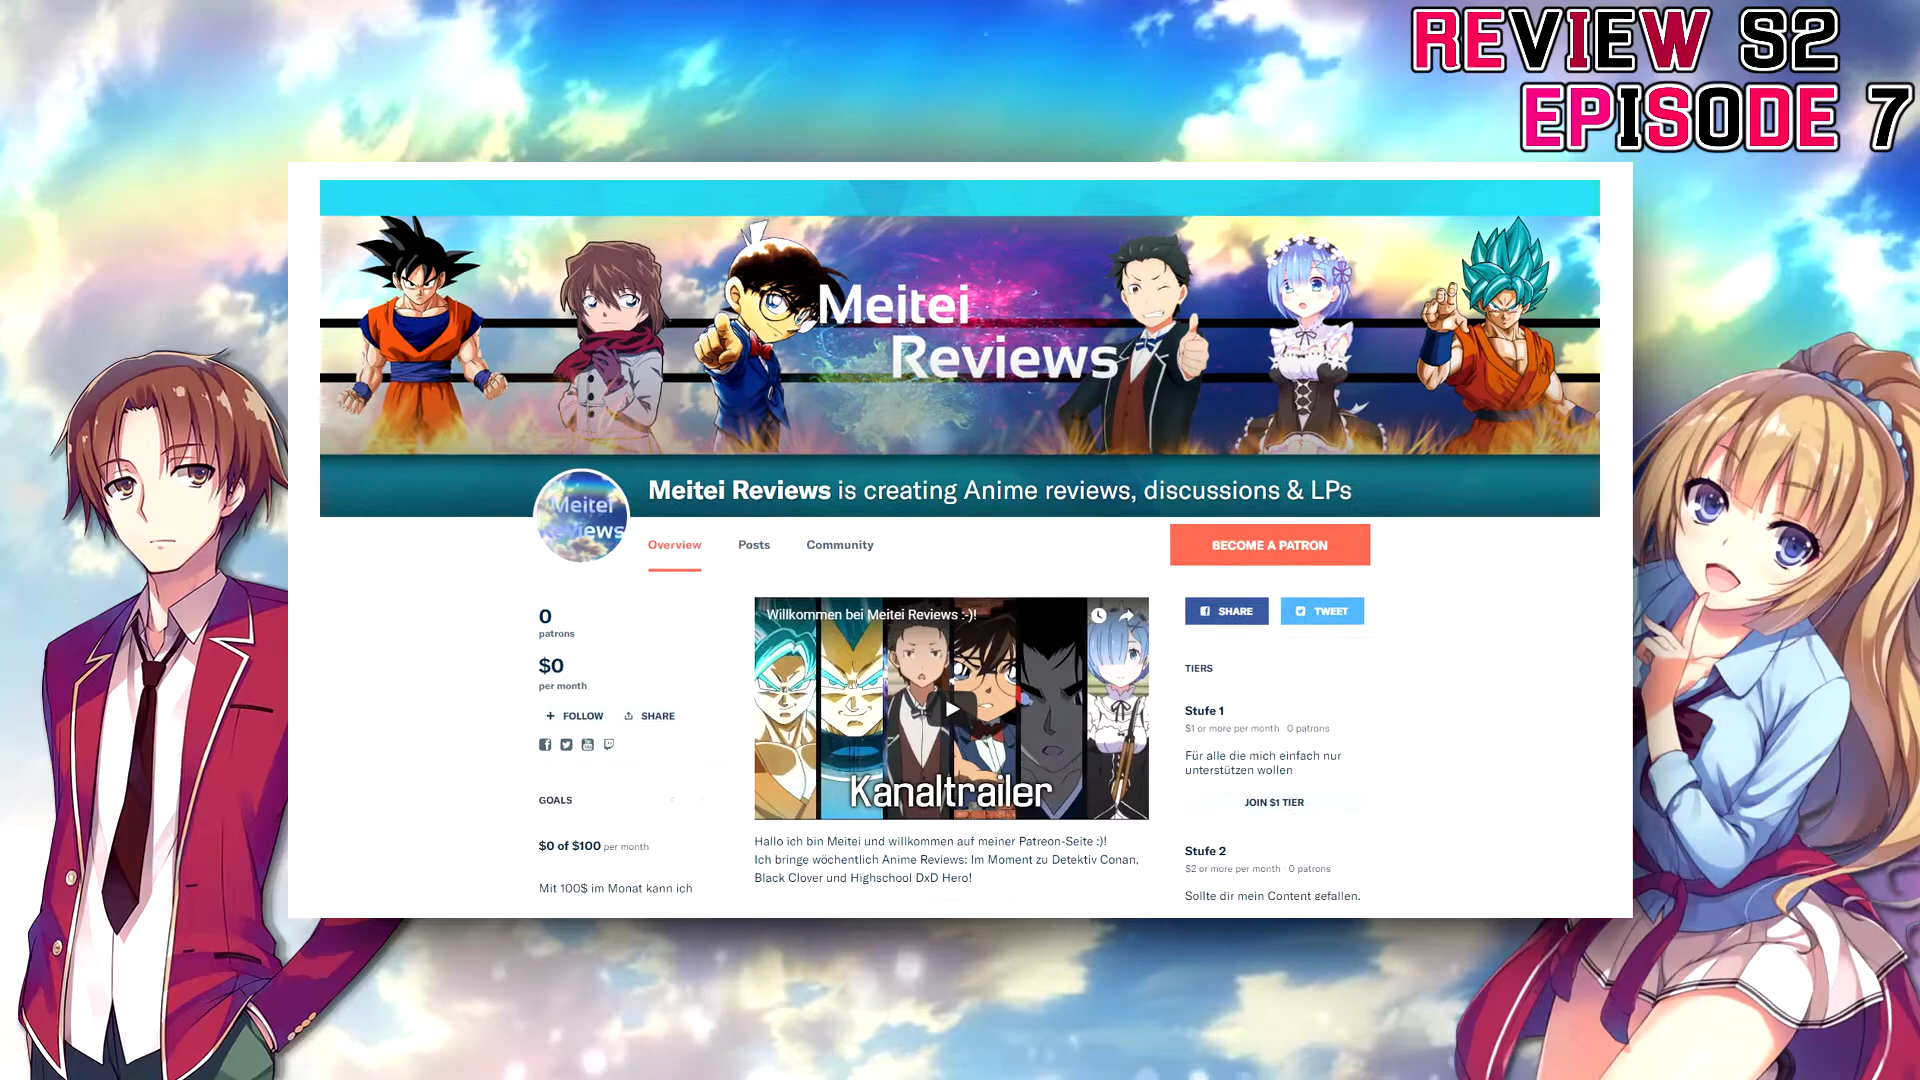 REVIEW S2
EPISODE 7
Meitei
Reviews
Meitei Reviews
Meitei Reviews is creating Anime reviews, discussions & LPs
Overview
Posts
Community
BECOME A PATRON
0
patrons
$0
per month
FOLLOW
SHARE
GOALS
$0 of $100 per month
Mit 100$ im Monat kann ich
Willkommen bei Meitei Reviews :-)!
Kanaltrailer
Hallo ich bin Meitei und willkommen auf meiner Patreon-Seite :)!
Ich bringe wöchentlich Anime Reviews: Im Moment zu Detektiv Conan,
Black Clover und Highschool DxD Hero!
SHARE
TWEET
TIERS
Stufe 1
$1 or more per month · 0 patrons
Für alle die mich einfach nur
unterstützen wollen
JOIN $1 TIER
Stufe 2
$2 or more per month · 0 patrons
Sollte dir mein Content gefallen.